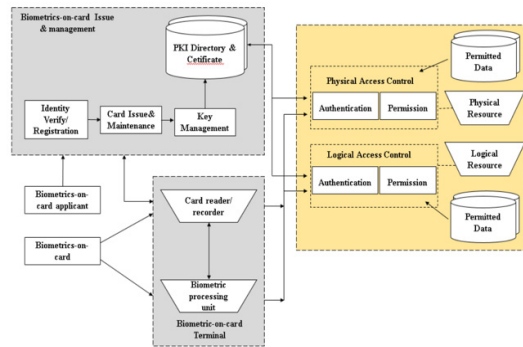 Biometrics-on-card Issue
& management
PKI Directory &
Cetificate
Identity
Verify/
Registration
Card Issue&
Maintenance
Key
Management
Biometrics-on-
card applicant
Biometrics-on-
card
Card reader/
recorder
Biometric
processing
unit
Biometric-on-card
Terminal
Permitted
Data
Physical Access Control
Authentication
Permission
Physical
Resource
Logical
Resource
Logical Access Control
Authentication
Permission
Permitted
Data